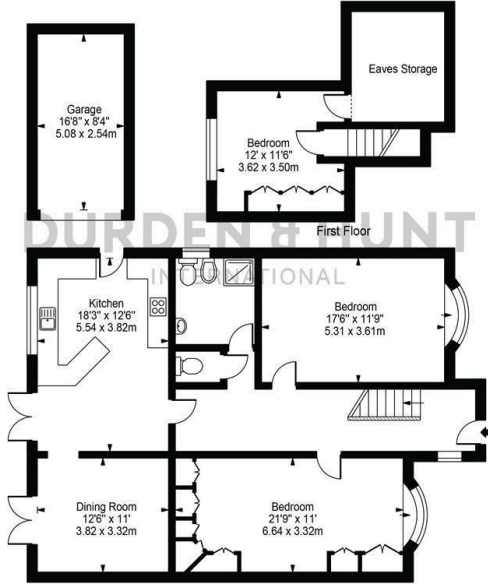 Garage
16'8" x 8'4"
5.08 x 2.54m
Eaves Storage
Bedroom
12' x 11'6"
3.62 x 3.50m
First Floor
DURDEN & HUNT
INTERNATIONAL
Kitchen
18'3" x 12'6"
5.54 x 3.82m
Bedroom
17'6" x 11'9"
5.31 x 3.61m
Dining Room
12'6" x 11'
3.82 x 3.32m
Bedroom
21'9" x 11'
6.64 x 3.32m